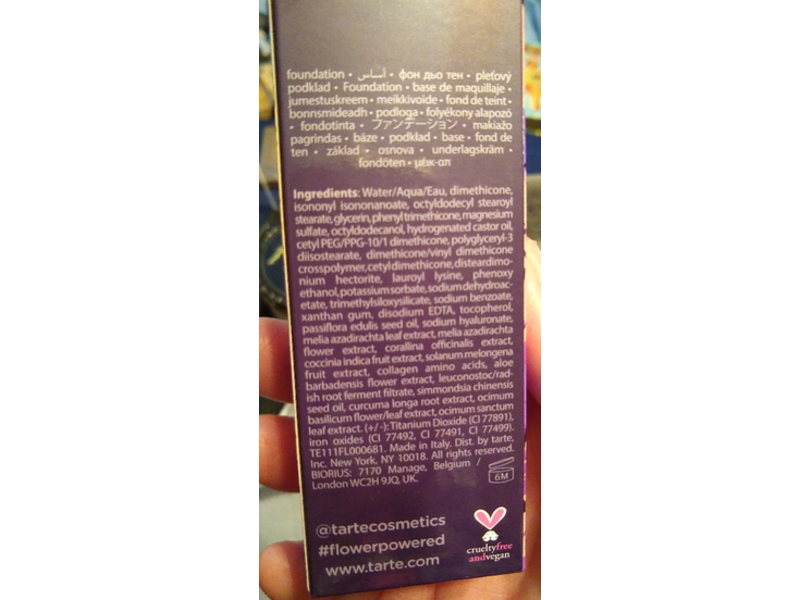 foundation • أساس • фон дьо тен • pleťový
podklad • Foundation • base de maquillaje •
jumestuskreem • meikkivoide • fond de teint •
bonnsmideadh • podloga • folyékony alapozó
• fondotinta • ファンデーション • makiažo
pagrindas • bāze • podkład • base • fond de
ten • základ • osnova • underlagskräm •
fondöten • μέικ-απ
Ingredients: Water/Aqua/Eau, dimethicone,
isononyl isononanoate, octyldodecyl stearoyl
stearate, glycerin, phenyl trimethicone, magnesium
sulfate, octyldodecanol, hydrogenated castor oil,
cetyl PEG/PPG-10/1 dimethicone, polyglyceryl-3
diisostearate, dimethicone/vinyl dimethicone
crosspolymer, cetyl dimethicone, disteardimo-
nium hectorite, lauroyl lysine, phenoxy
ethanol, potassium sorbate, sodium dehydroac-
etate, trimethylsiloxysilicate, sodium benzoate,
xanthan gum, disodium EDTA, tocopherol,
passiflora edulis seed oil, sodium hyaluronate,
melia azadirachta leaf extract, melia azadirachta
flower extract, corallina officinalis extract,
coccinia indica fruit extract, solanum melongena
fruit extract, collagen amino acids, aloe
barbadensis flower extract, leuconostoc/rad-
ish root ferment filtrate, simmondsia chinensis
seed oil, curcuma longa root extract, ocimum
basilicum flower/leaf extract, ocimum sanctum
leaf extract. (+/-): Titanium Dioxide (CI 77891),
iron oxides (CI 77492, CI 77491, CI 77499).
TE111FL000681. Made in Italy. Dist. by tarte,
Inc. New York, NY 10018. All rights reserved.
BIORIUS: 7170 Manage, Belgium /
London WC2H 9JQ, UK.
6M
@tartecosmetics
#flowerpowered
www.tarte.com
crueltyfree
andvegan